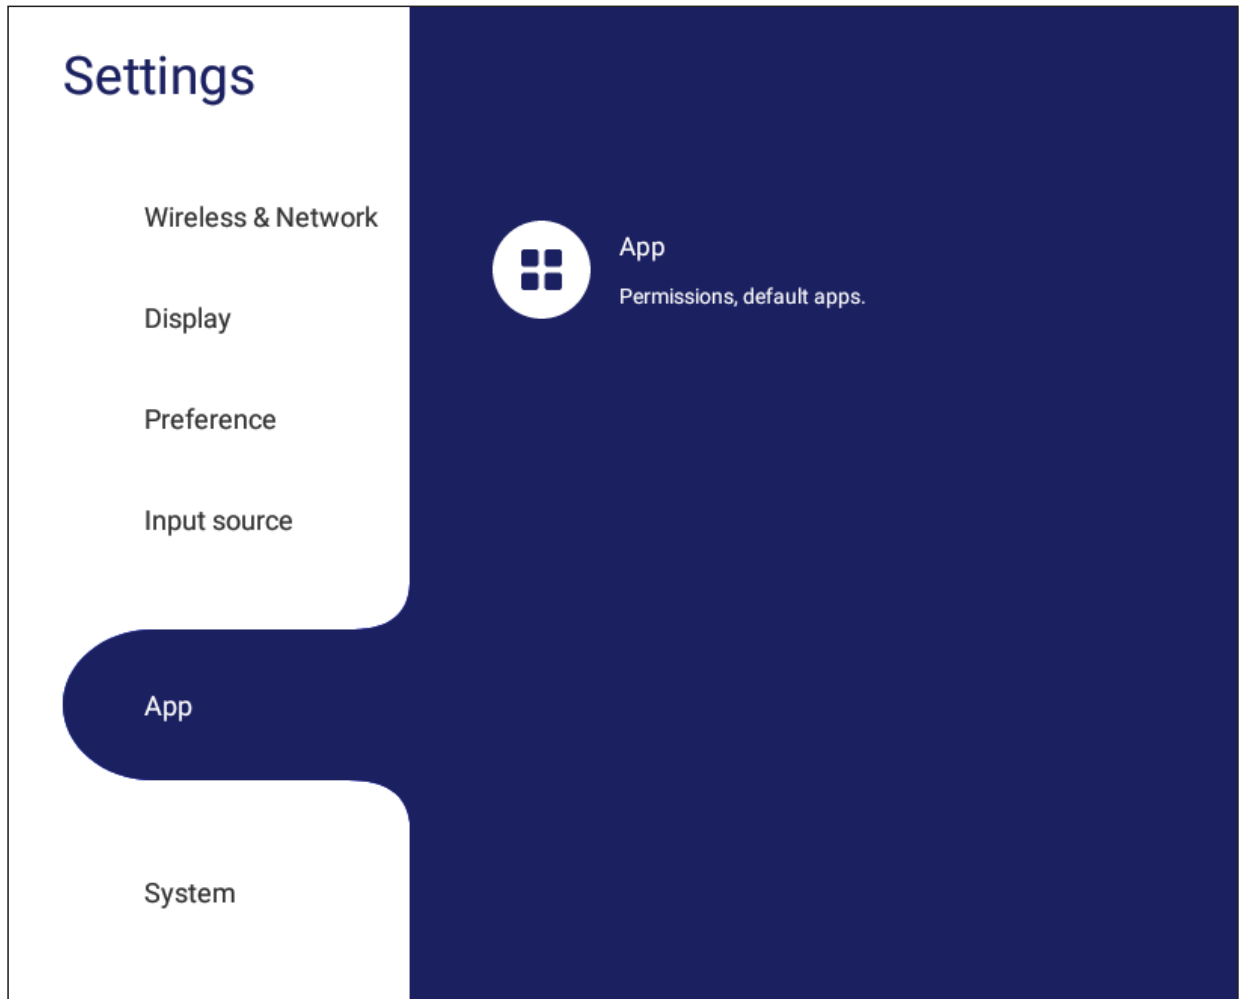 Settings
Wireless & Network
Display
Preference
Input source
App
System
App
Permissions, default apps.